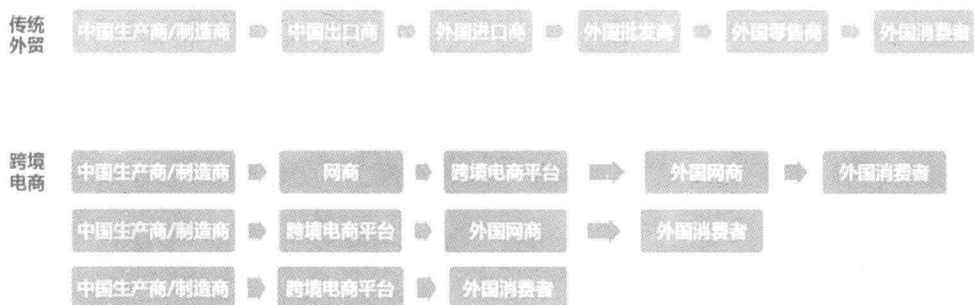 传统
外贸
中国生产商/制造商 中国出口商 外国进口商 外国批发商 外国零售商 外国消费者
跨境
电商
中国生产商/制造商 网商 跨境电商平台 外国网商 外国消费者
中国生产商/制造商 跨境电商平台 外国网商 外国消费者
中国生产商/制造商 跨境电商平台 外国消费者